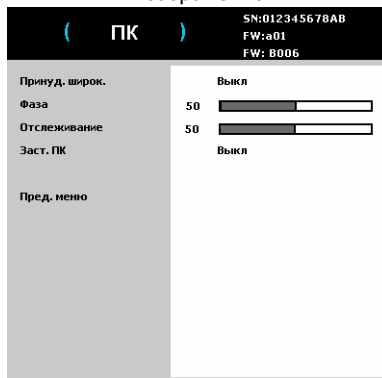 ( ПК )
SN:012345678AB
FW:a01
FW: B006
Принуд. широк. Выкл
Фаза 50
Отслеживание 50
Заст. ПК Выкл
Пред. меню